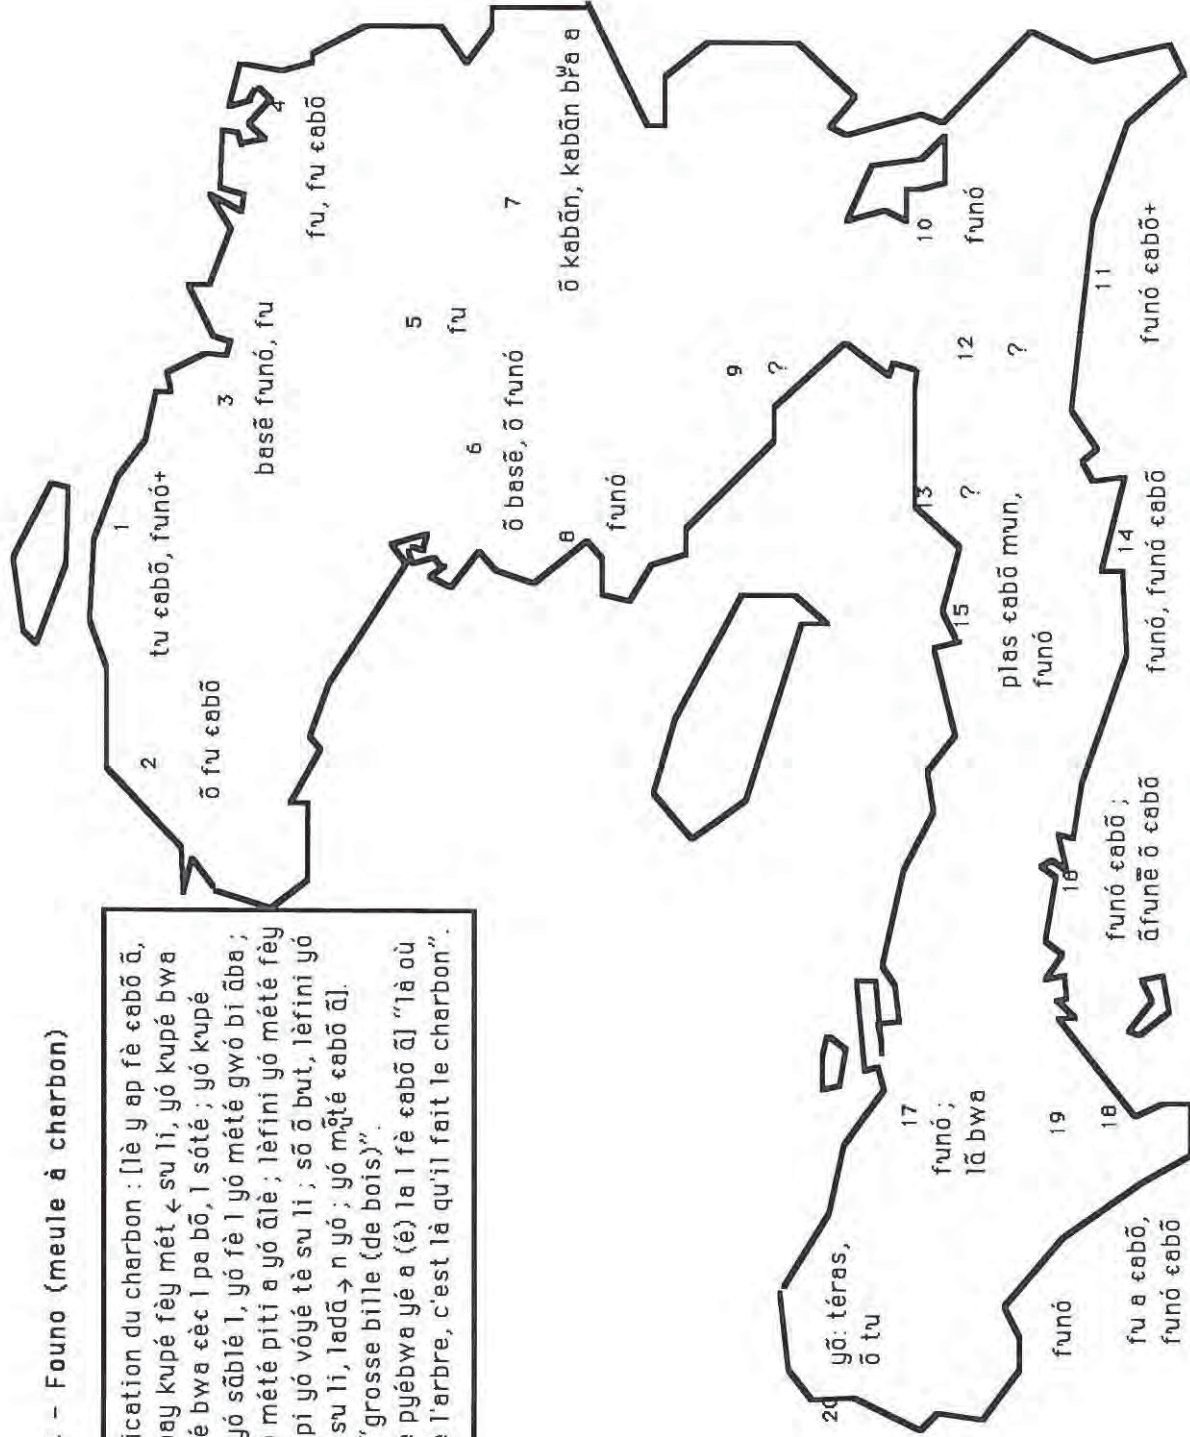 - Founo (meule à charbon)
ication du charbon : [lè y ap fè ɛabõ ã,
ay kupé fèy mét ← su li, yó kupé bwa
é bwa ɛèɛ l pa bõ, l sóté ; yó kupé
yó sãblé l, yó fè l yó mété gwó bi ãba ;
mété piti a yó ãlè ; lèfini yó mété fèy
pi yó vóyé tè su li ; sõ õ but, lèfini yó
su li, ladã → n yó ; yó mũté ɛabõ ã].
"grosse bille (de bois)".
pyébwa yé a (é) la l fè ɛabõ ã] "là où
l'arbre, c'est là qu'il fait le charbon".
1
tu ɛabõ, funó+
2
õ fu ɛabõ
3
basẽ funó, fu
4
fu, fu ɛabõ
5
fu
6
õ basẽ, õ funó
7
õ kabãn, kabãn bwa a
8
funó
9
?
10
funó
11
funó ɛabõ+
12
?
13
?
14
funó, funó ɛabõ
15
plas ɛabõ mun,
funó
16
funó ɛabõ ;
ãfunẽ õ ɛabõ
17
funó ;
lã bwa
18
fu a ɛabõ,
funó ɛabõ
19
funó
20
yõ: téras,
õ tu